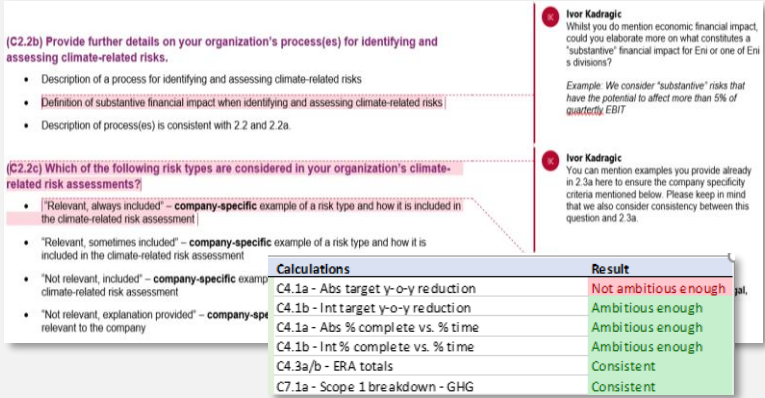 (C2.2b) Provide further details on your organization's process(es) for identifying and
assessing climate-related risks.
• Description of a process for identifying and assessing climate-related risks
• Definition of substantive financial impact when identifying and assessing climate-related risks
• Description of process(es) is consistent with 2.2 and 2.2a.
(C2.2c) Which of the following risk types are considered in your organization's climate-
related risk assessments?
• "Relevant, always included" – company-specific example of a risk type and how it is included in
the climate-related risk assessment
• "Relevant, sometimes included" – company-specific example of a risk type and how it is
included in the climate-related risk assessment
• "Not relevant, included" – company-specific examp
climate-related risk assessment
• "Not relevant, explanation provided" – company-spe
relevant to the company
K
Ivor Kadragic
Whilst you do mention economic financial impact,
could you elaborate more on what constitutes a
"substantive" financial impact for Eni or one of Eni
s divisions?
Example: We consider "substantive" risks that
have the potential to affect more than 5% of
quartertly EBIT
K
Ivor Kadragic
You can mention examples you provide already
in 2.3a here to ensure the company specificity
criteria mentioned below. Please keep in mind
that we also consider consistency between this
question and 2.3a.
gal,
Calculations Result
C4.1a - Abs target y-o-y reduction Not ambitious enough
C4.1b - Int target y-o-y reduction Ambitious enough
C4.1a - Abs % complete vs. % time Ambitious enough
C4.1b - Int % complete vs. % time Ambitious enough
C4.3a/b - ERA totals Consistent
C7.1a - Scope 1 breakdown - GHG Consistent